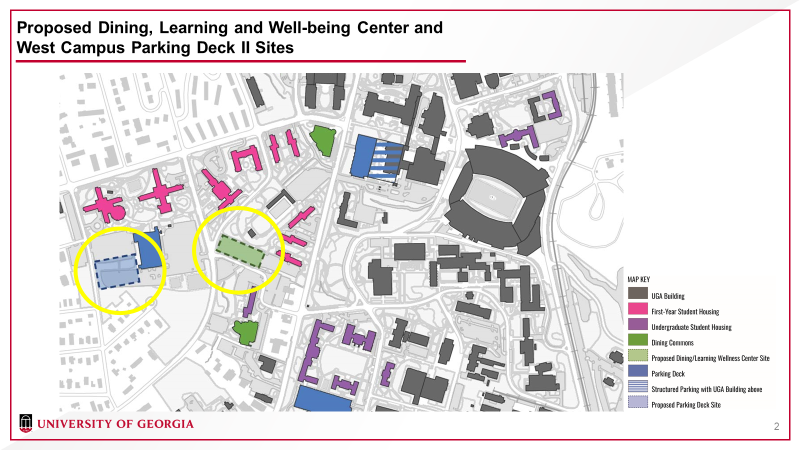 Proposed Dining, Learning and Well-being Center and
West Campus Parking Deck II Sites
MAP KEY
UGA Building
First-Year Student Housing
Undergraduate Student Housing
Dining Commons
Proposed Dining/Learning Wellness Center Site
Parking Deck
Structured Parking with UGA Building above
Proposed Parking Deck Site
UNIVERSITY OF GEORGIA
2